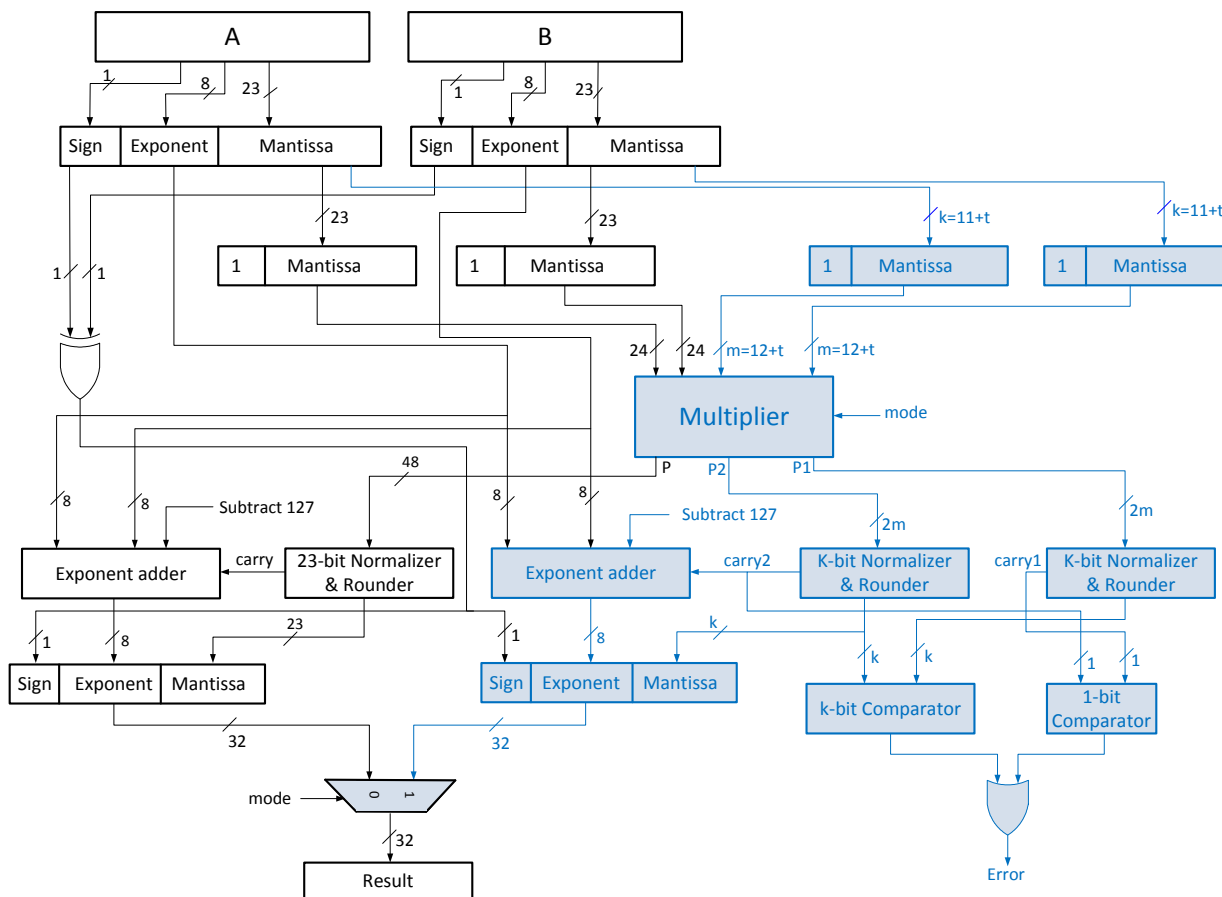 A
B
1
8
23
1
8
23
Sign
Exponent
Mantissa
Sign
Exponent
Mantissa
23
23
k=11+t
k=11+t
1
Mantissa
1
Mantissa
1
Mantissa
1
Mantissa
1
1
24
24
m=12+t
m=12+t
Multiplier
mode
P
P2
P1
48
8
8
8
8
2m
2m
Subtract 127
Subtract 127
Exponent adder
carry
23-bit Normalizer
& Rounder
Exponent adder
carry2
K-bit Normalizer
& Rounder
carry1
K-bit Normalizer
& Rounder
1
8
23
1
8
k
k
k
1
1
Sign
Exponent
Mantissa
Sign
Exponent
Mantissa
k-bit Comparator
1-bit
Comparator
32
32
mode
0
1
32
Result
Error